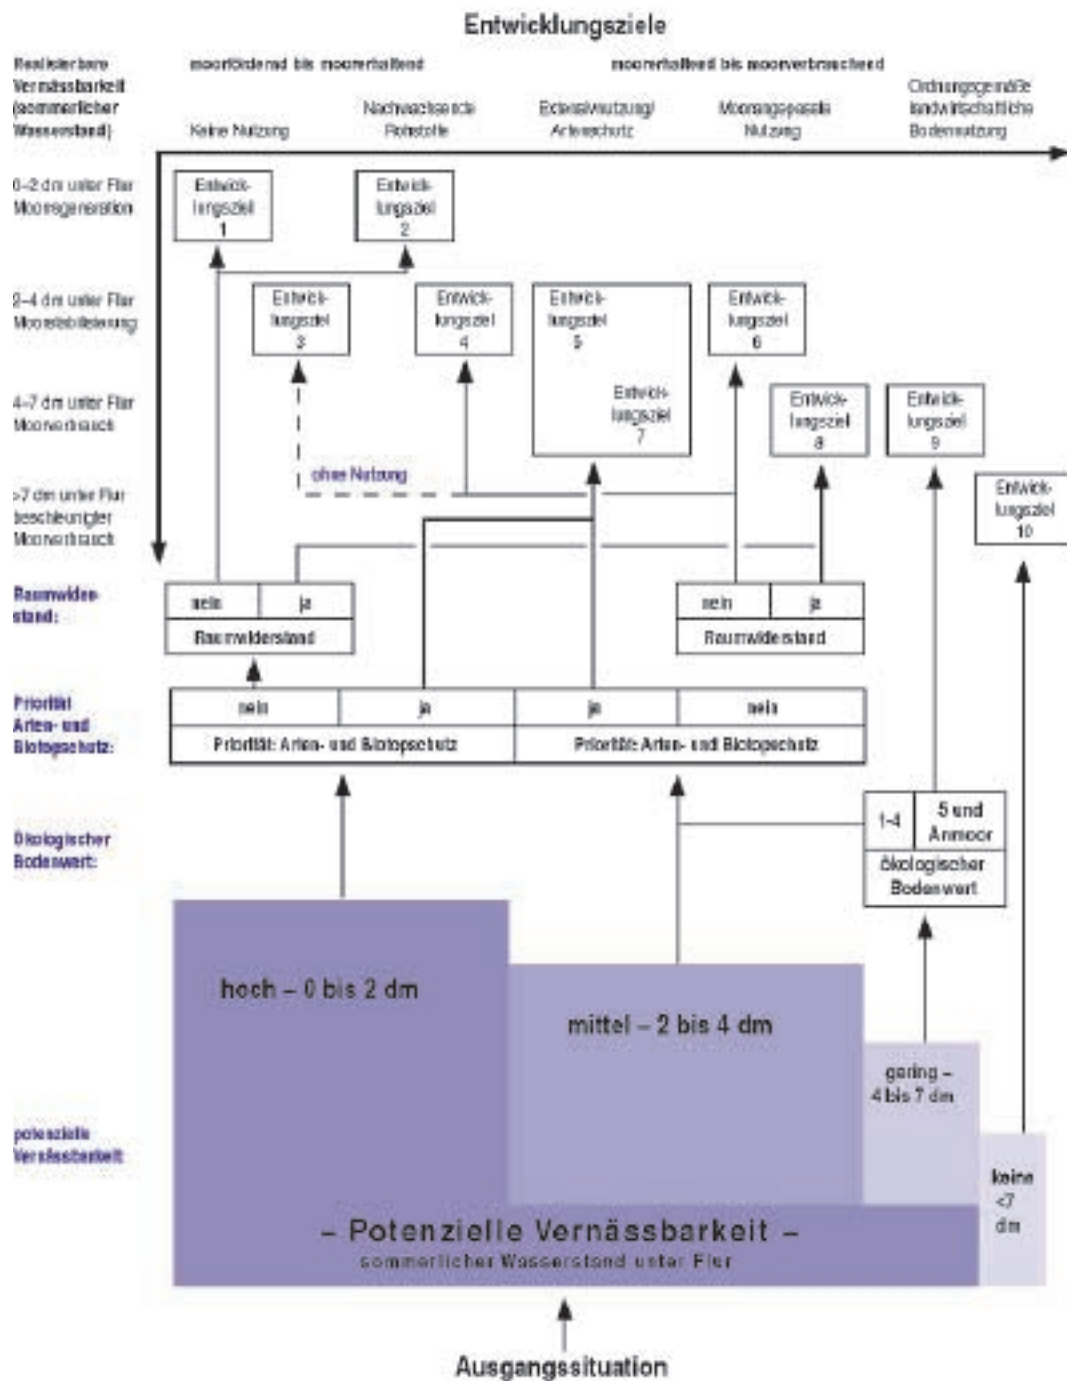 Entwicklungsziele
Realisierbare
Vernässbarkeit
(sommerlicher
Wasserstand)
moorfördernd bis moorerhaltend
moorerhaltend bis moorverbrauchend
Keine Nutzung
Nachwachsende
Rohstoffe
Extensivnutzung/
Artenschutz
Moorangepasste
Nutzung
Ordnungsgemäße
landwirtschaftliche
Bodennutzung
0–2 dm unter Flur
Moorregeneration
Entwick-
lungsziel
1
Entwick-
lungsziel
2
2–4 dm unter Flur
Moorstabilisierung
Entwick-
lungsziel
3
Entwick-
lungsziel
4
Entwick-
lungsziel
5
Entwick-
lungsziel
6
4–7 dm unter Flur
Moorverbrauch
Entwick-
lungsziel
7
Entwick-
lungsziel
8
Entwick-
lungsziel
9
ohne Nutzung
>7 dm unter Flur
beschleunigter
Moorverbrauch
Entwick-
lungsziel
10
Raumwider-
stand:
nein
ja
Raumwiderstand
nein
ja
Raumwiderstand
Priorität
Arten- und
Biotopschutz:
nein
ja
ja
nein
Priorität: Arten- und Biotopschutz
Priorität: Arten- und Biotopschutz
Ökologischer
Bodenwert:
1-4
5 und
Anmoor
ökologischer
Bodenwert
hoch – 0 bis 2 dm
mittel – 2 bis 4 dm
gering –
4 bis 7 dm
potenzielle
Vernässbarkeit
keine
<7
dm
– Potenzielle Vernässbarkeit –
sommerlicher Wasserstand unter Flur
Ausgangssituation